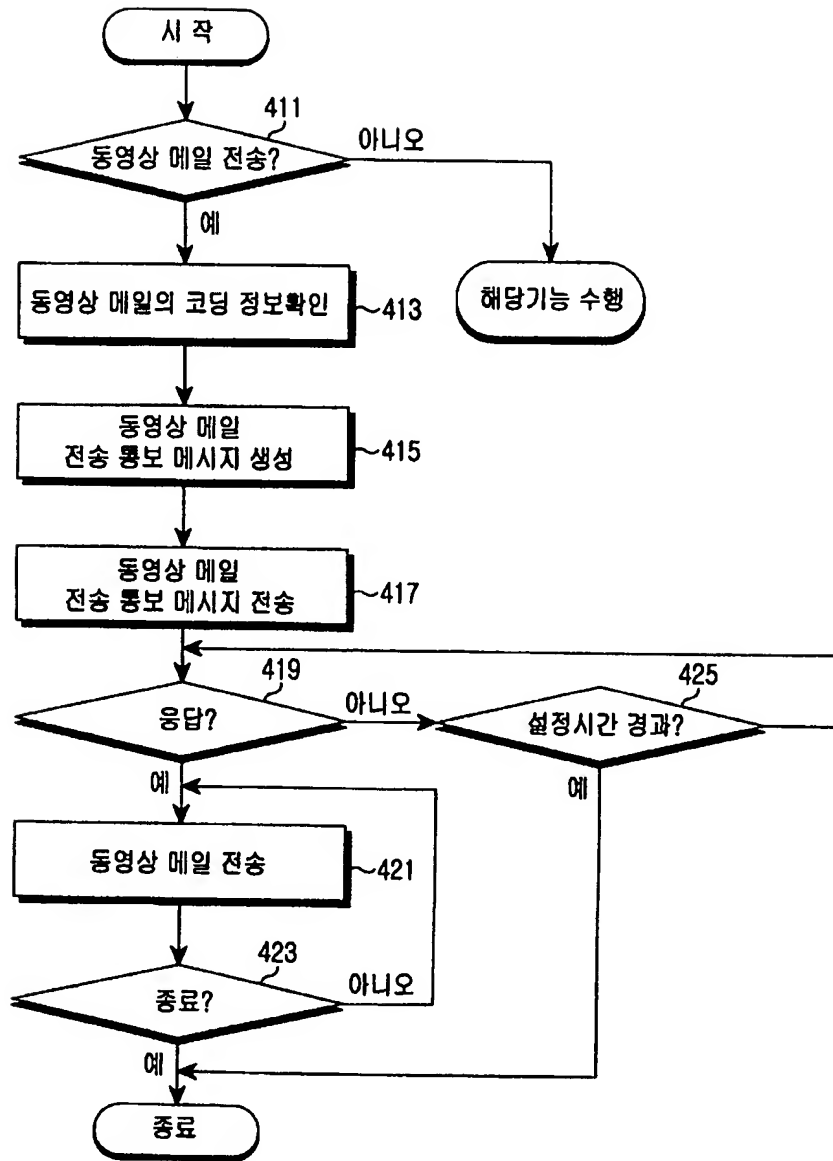 시 작
411
동영상 메일 전송?
아니오
예
동영상 메일의 코딩 정보확인
413
해당기능 수행
동영상 메일
전송 통보 메시지 생성
415
동영상 메일
전송 통보 메시지 전송
417
419
응답?
아니오
425
설정시간 경과?
예
예
동영상 메일 전송
421
423
종료?
아니오
예
종료